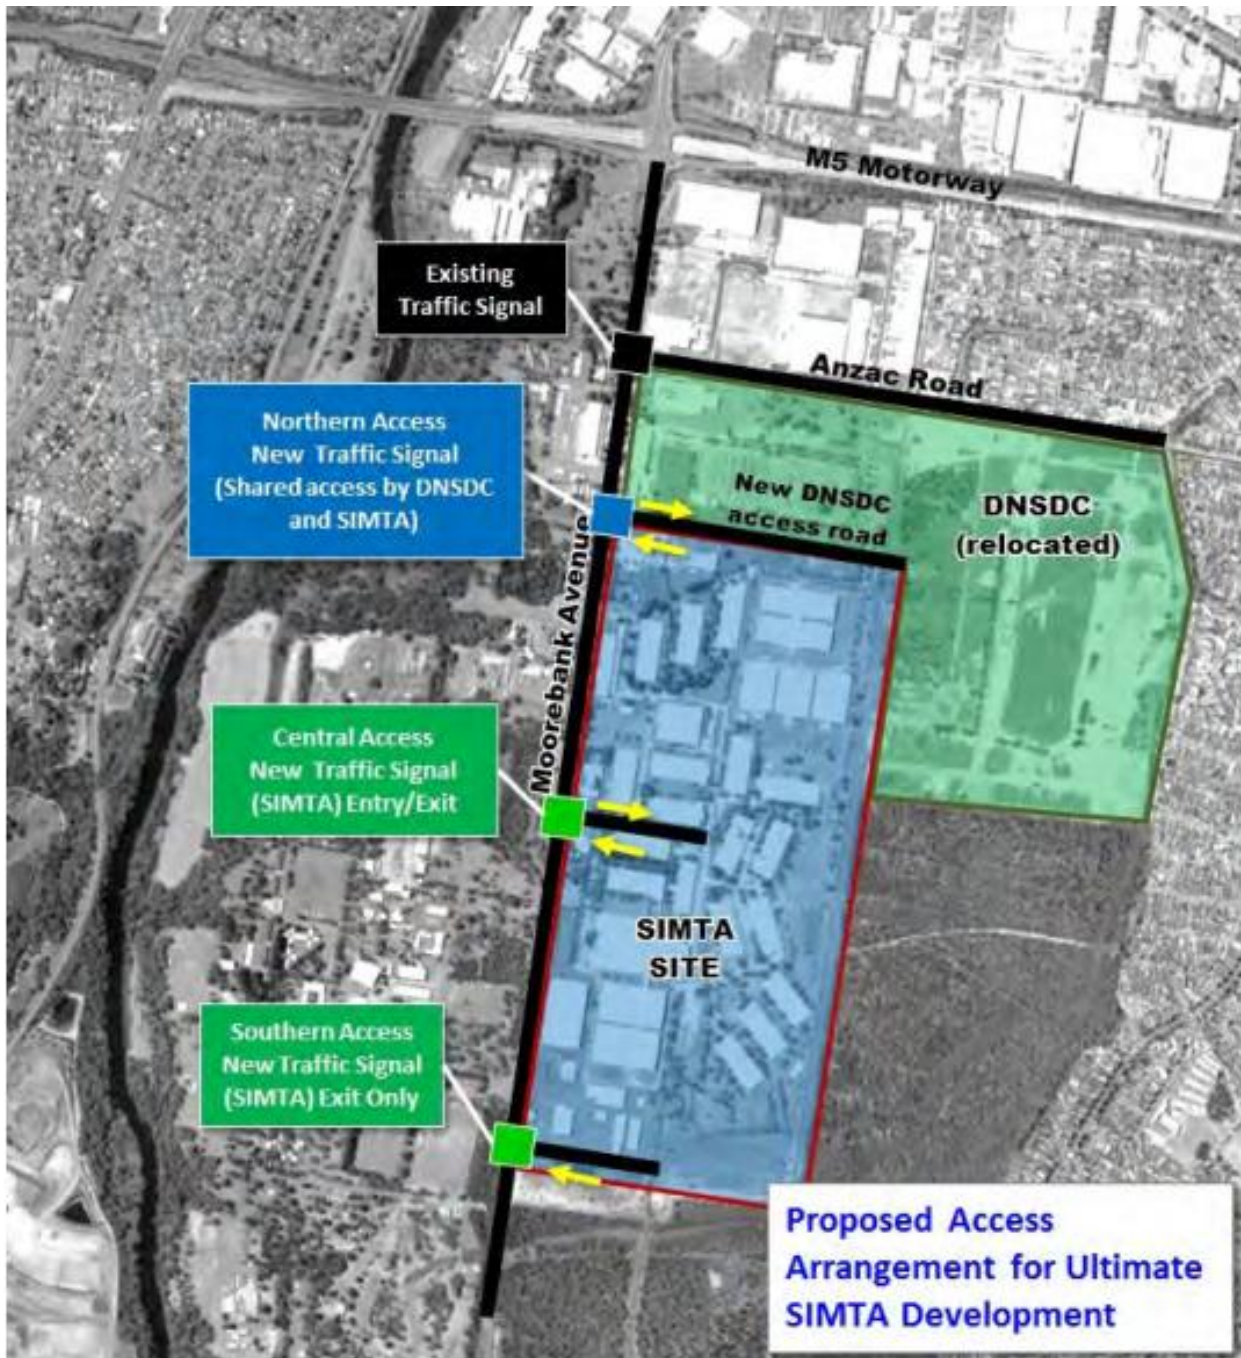 M5 Motorway
Existing
Traffic Signal
Anzac Road
Northern Access
New Traffic Signal
(Shared access by DNSDC
and SIMTA)
New DNSDC
access road
DNSDC
(relocated)
Moorebank Avenue
Central Access
New Traffic Signal
(SIMTA) Entry/Exit
SIMTA
SITE
Southern Access
New Traffic Signal
(SIMTA) Exit Only
Proposed Access
Arrangement for Ultimate
SIMTA Development